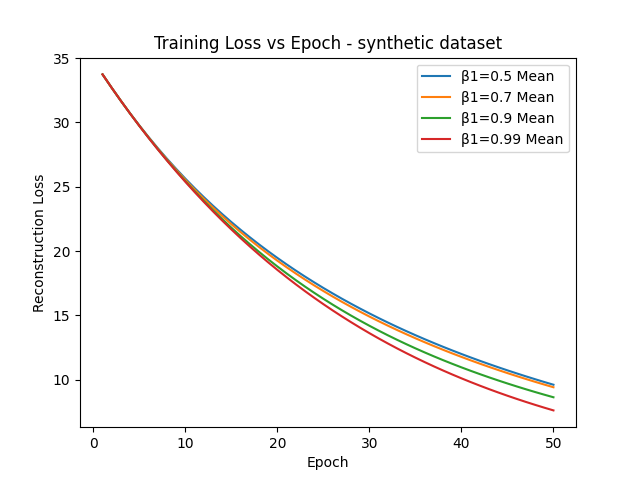 Training Loss vs Epoch - synthetic dataset
Reconstruction Loss
35
30
25
20
15
10
β1=0.5 Mean
β1=0.7 Mean
β1=0.9 Mean
β1=0.99 Mean
0 10 20 30 40 50
Epoch